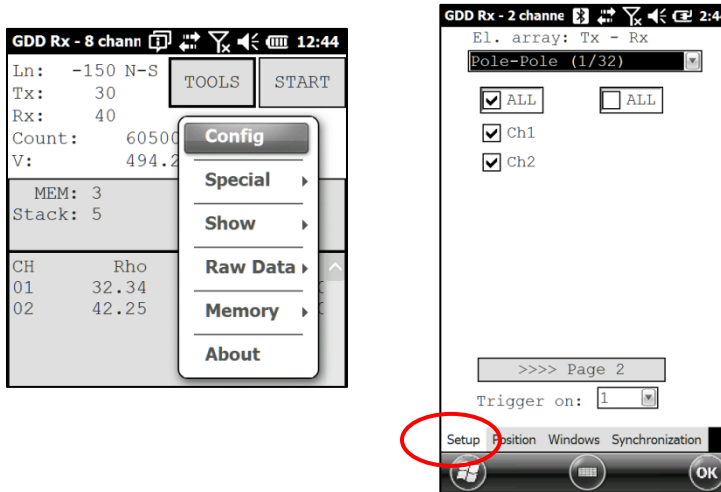 GDD Rx - 8 chann 12:44
Ln: -150 N-S
Tx: 30
Rx: 40
Count: 60500
V: 494.2
TOOLS START
MEM: 3
Stack: 5
CH Rho
01 32.34
02 42.25
Config
Special
Show
Raw Data
Memory
About
GDD Rx - 2 channe 2:4
El. array: Tx - Rx
Pole-Pole (1/32)
ALL ALL
Ch1
Ch2
>>>> Page 2
Trigger on: 1
Setup Position Windows Synchronization
OK